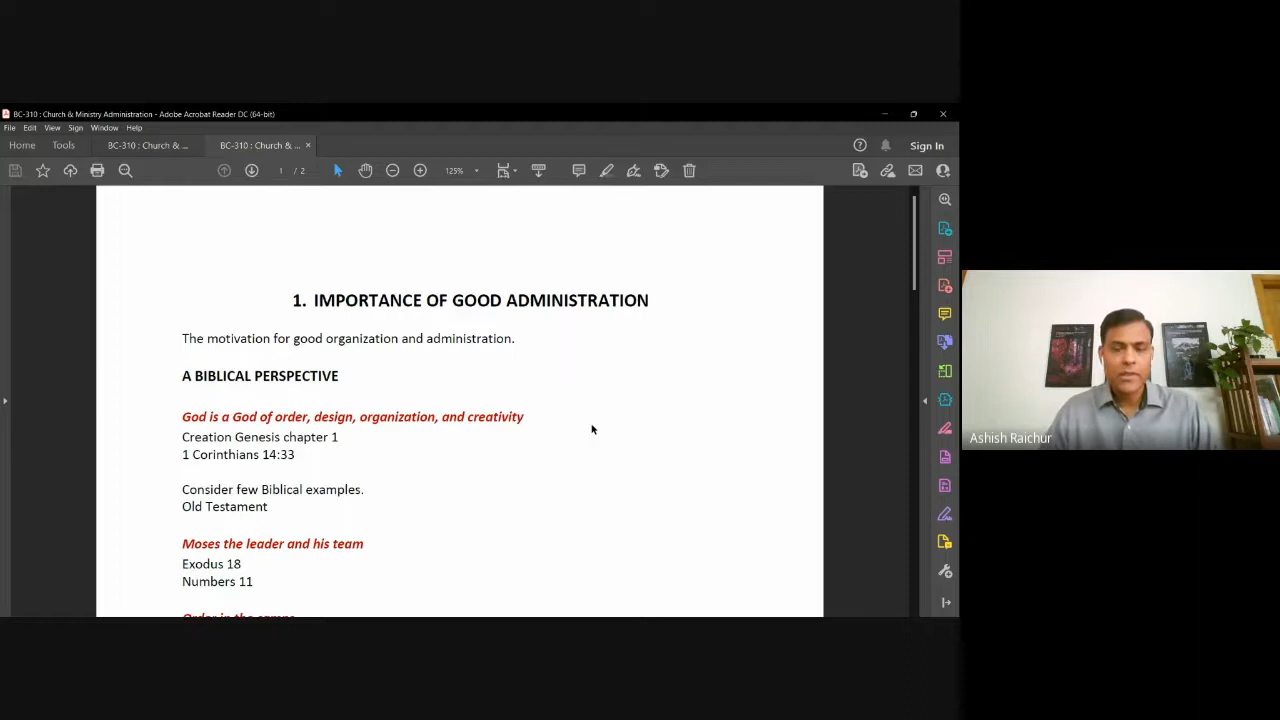 BC-310 : Church & Ministry Administration - Adobe Acrobat Reader DC (64-bit)
File Edit View Sign Window Help
Home Tools BC-310 : Church & ... BC-310 : Church & ... ×
Sign In
1 / 2 125%
1. IMPORTANCE OF GOOD ADMINISTRATION
The motivation for good organization and administration.
A BIBLICAL PERSPECTIVE
God is a God of order, design, organization, and creativity
Creation Genesis chapter 1
1 Corinthians 14:33
Consider few Biblical examples.
Old Testament
Moses the leader and his team
Exodus 18
Numbers 11
Order in the camps
Ashish Raichur